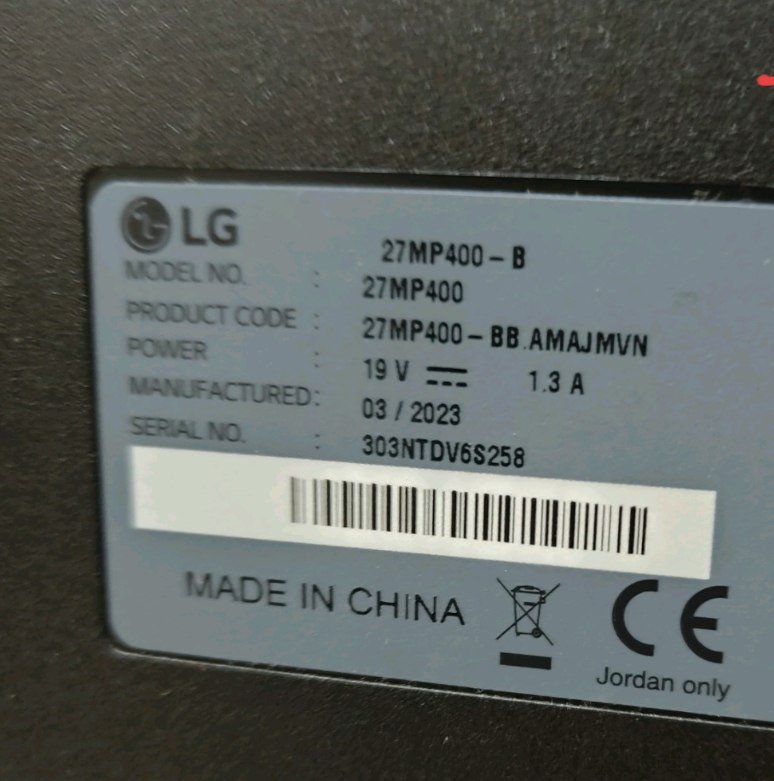 LG
27MP400-B
MODEL NO. : 27MP400
PRODUCT CODE : 27MP400-BB.AMAJMVN
POWER : 19 V 1.3 A
MANUFACTURED: 03 / 2023
SERIAL NO. : 303NTDV6S258
MADE IN CHINA
CE
Jordan only